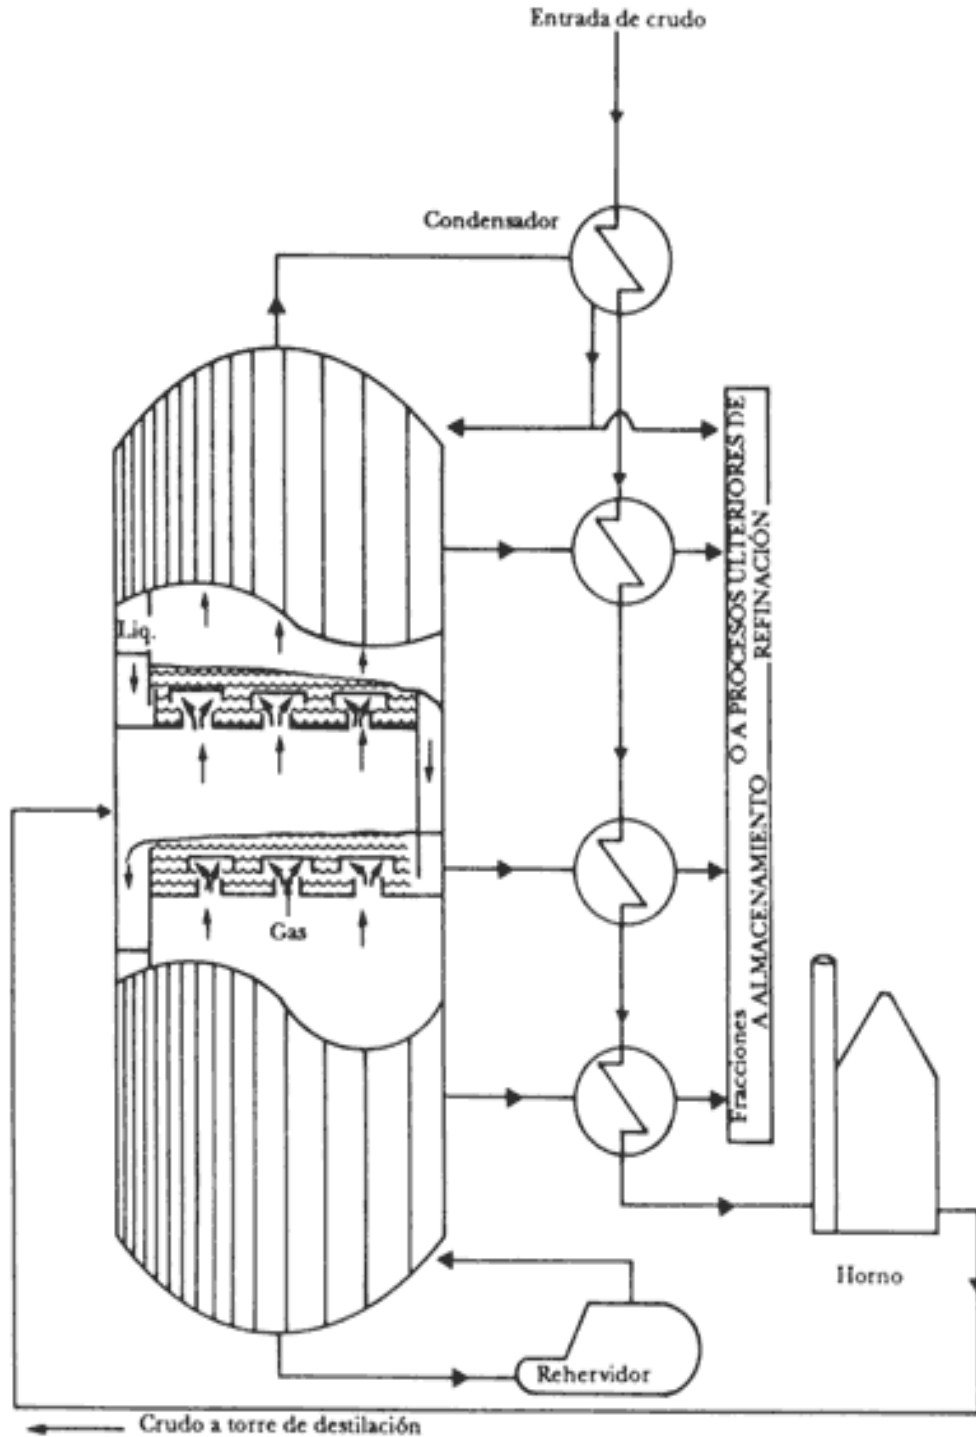 Entrada de crudo
Condensador
Liq.
Gas
Fracciones
A ALMACENAMIENTO
O A PROCESOS ULTERIORES DE
REFINACIÓN
Horno
Rehervidor
Crudo a torre de destilación